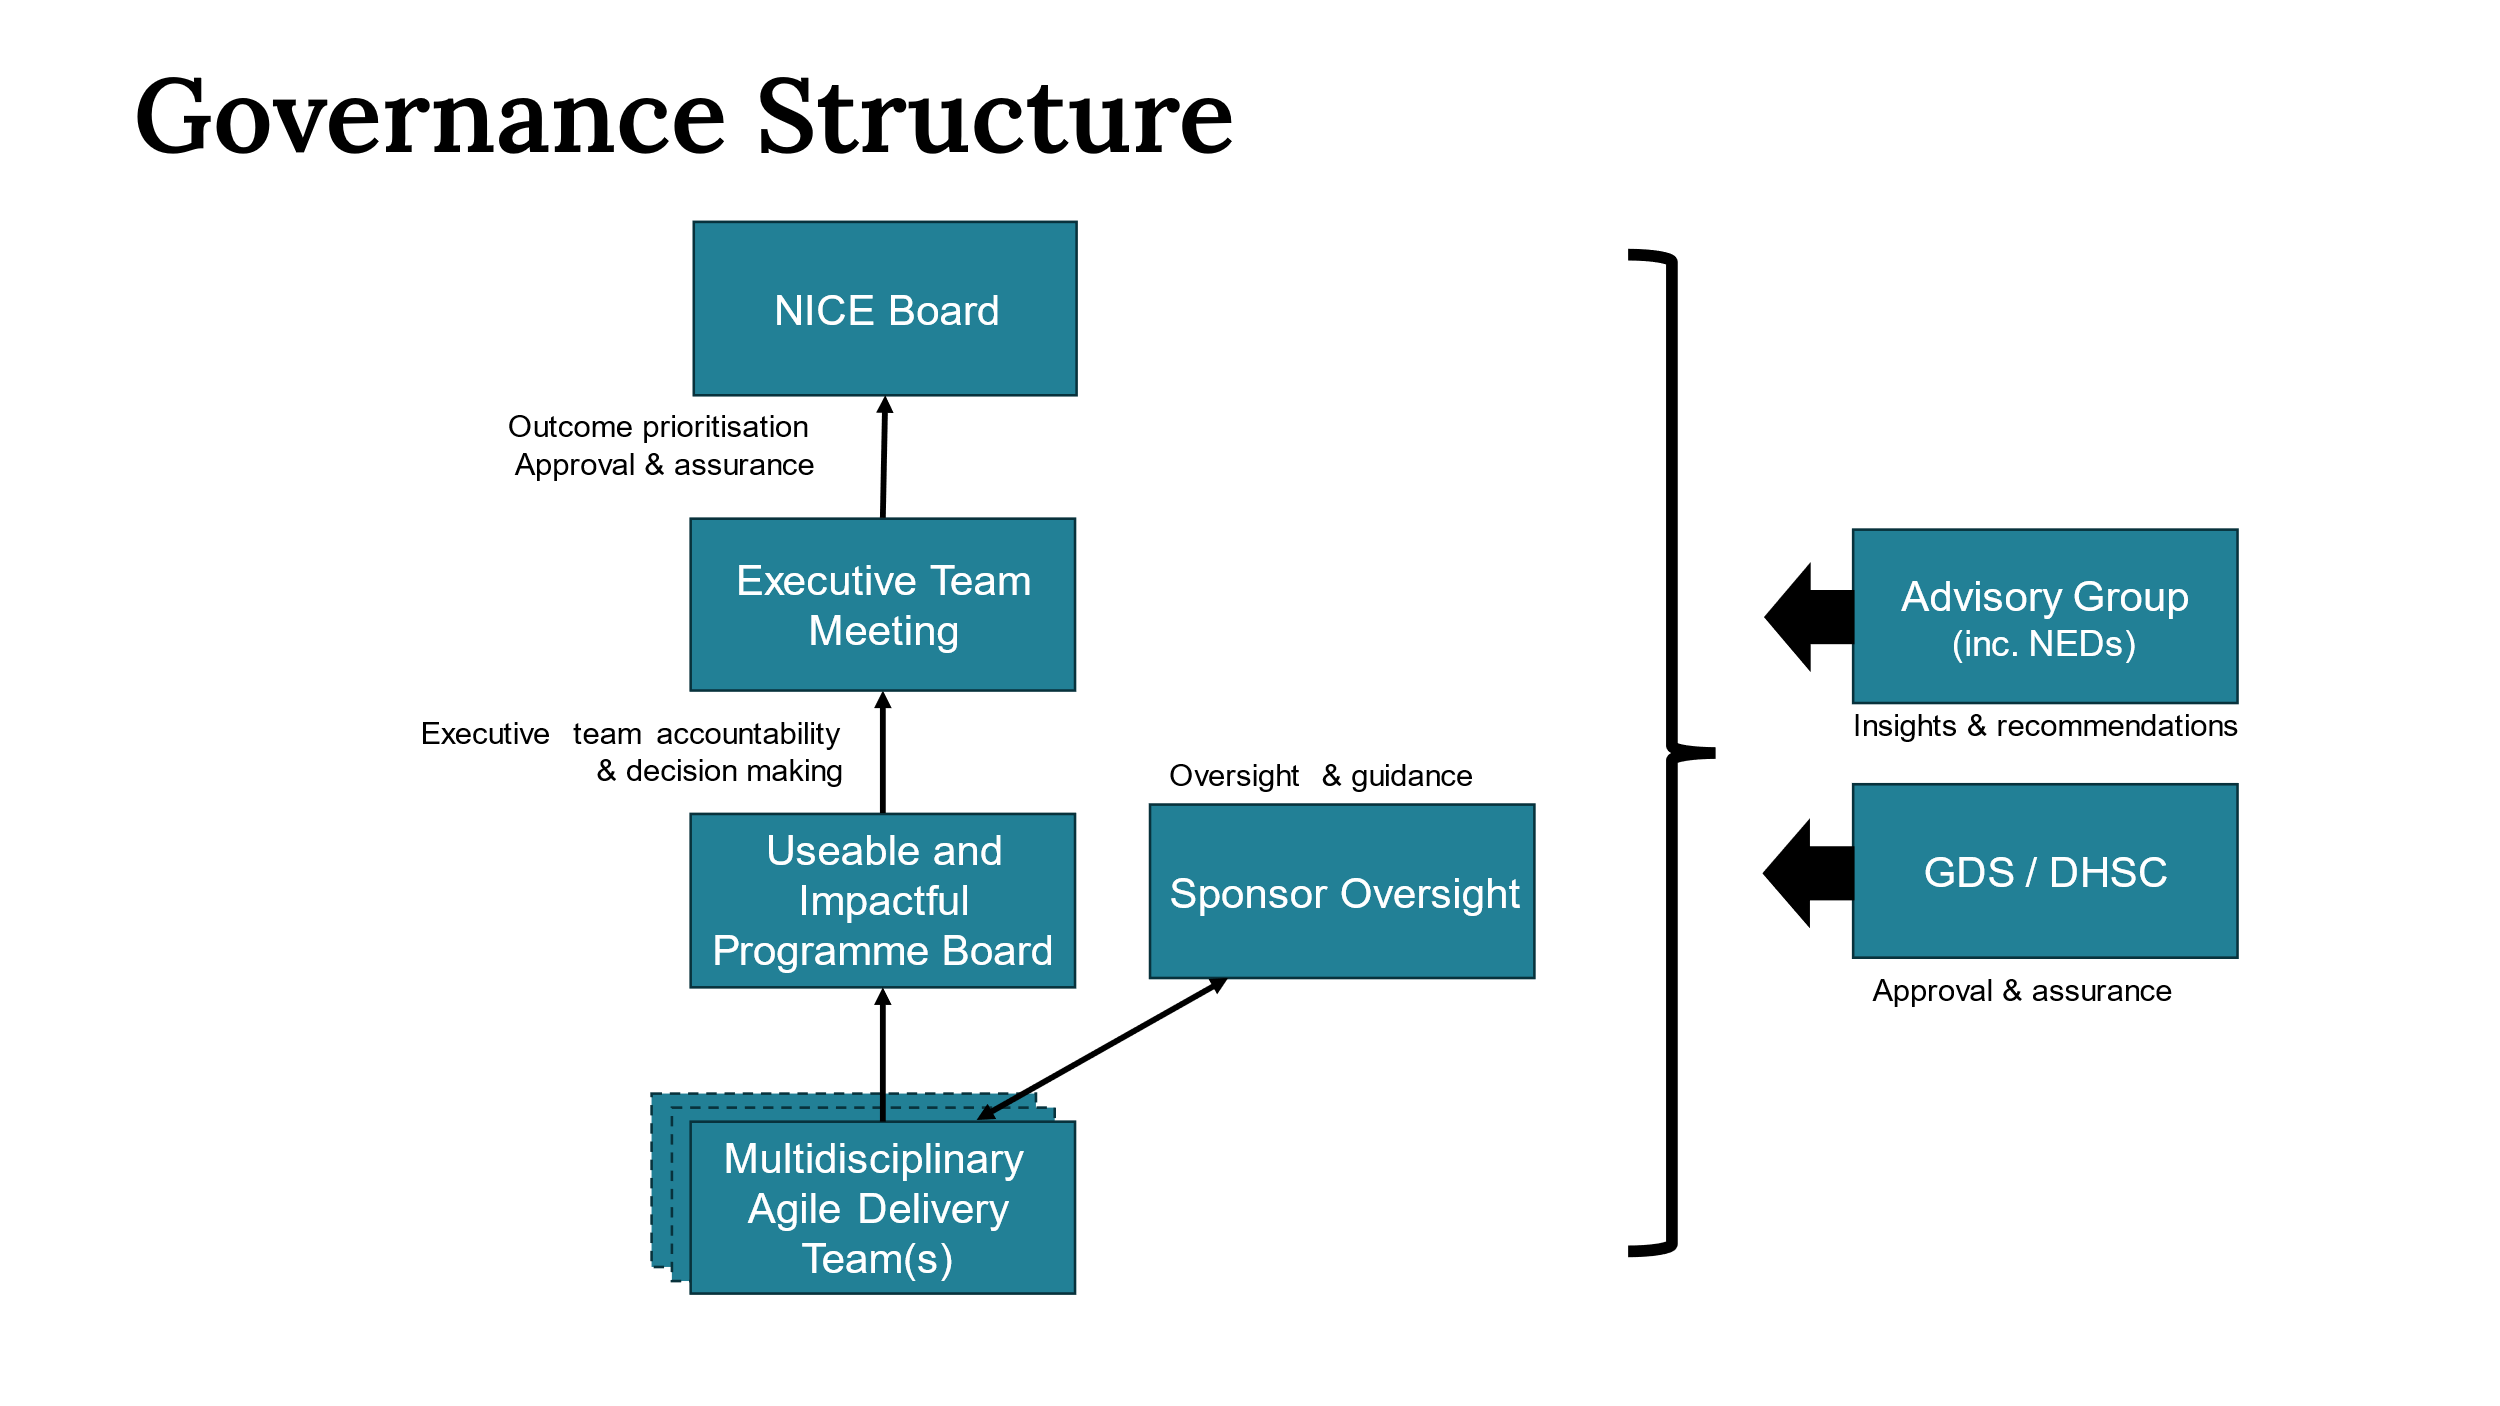 Governance Structure
NICE Board
Outcome prioritisation
Approval & assurance
Executive Team
Meeting
Executive team accountability
& decision making
Useable and
Impactful
Programme Board
Oversight & guidance
Sponsor Oversight
Multidisciplinary
Agile Delivery
Team(s)
Advisory Group
(inc. NEDs)
Insights & recommendations
GDS / DHSC
Approval & assurance